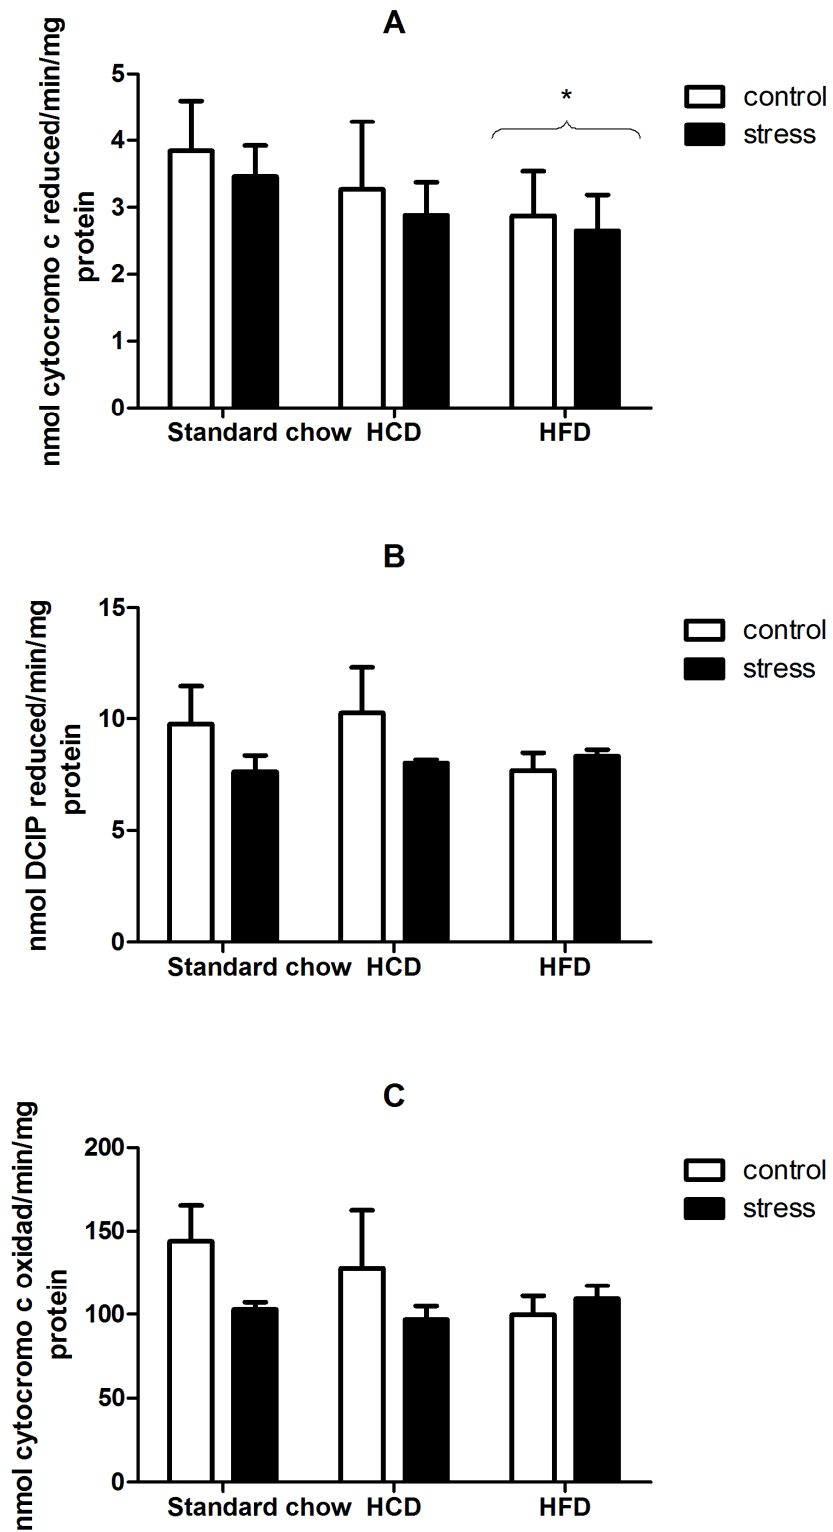 A
nmol cytocromo c reduced/min/mg
protein
5
4
3
2
1
0
*
control
stress
Standard chow HCD HFD
B
nmol DCIP reduced/min/mg
protein
15
10
5
0
control
stress
Standard chow HCD HFD
C
nmol cytocromo c oxidad/min/mg
protein
200
150
100
50
0
control
stress
Standard chow HCD HFD